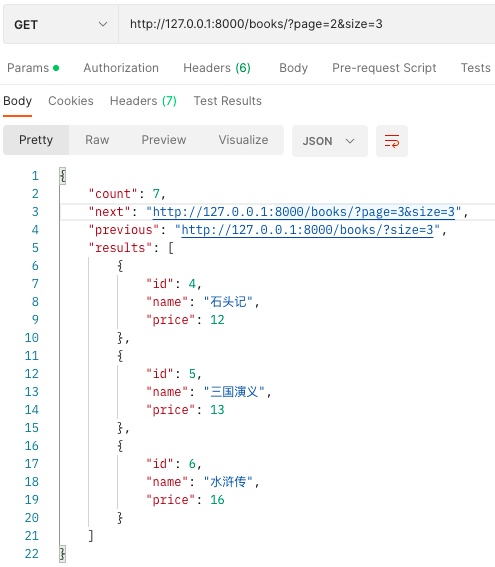 GET http://127.0.0.1:8000/books/?page=2&size=3
Params Authorization Headers (6) Body Pre-request Script Tests
Body Cookies Headers (7) Test Results
Pretty Raw Preview Visualize JSON
1 {
2 "count": 7,
3 "next": "http://127.0.0.1:8000/books/?page=3&size=3",
4 "previous": "http://127.0.0.1:8000/books/?size=3",
5 "results": [
6 {
7 "id": 4,
8 "name": "石头记",
9 "price": 12
10 },
11 {
12 "id": 5,
13 "name": "三国演义",
14 "price": 13
15 },
16 {
17 "id": 6,
18 "name": "水浒传",
19 "price": 16
20 }
21 ]
22 }